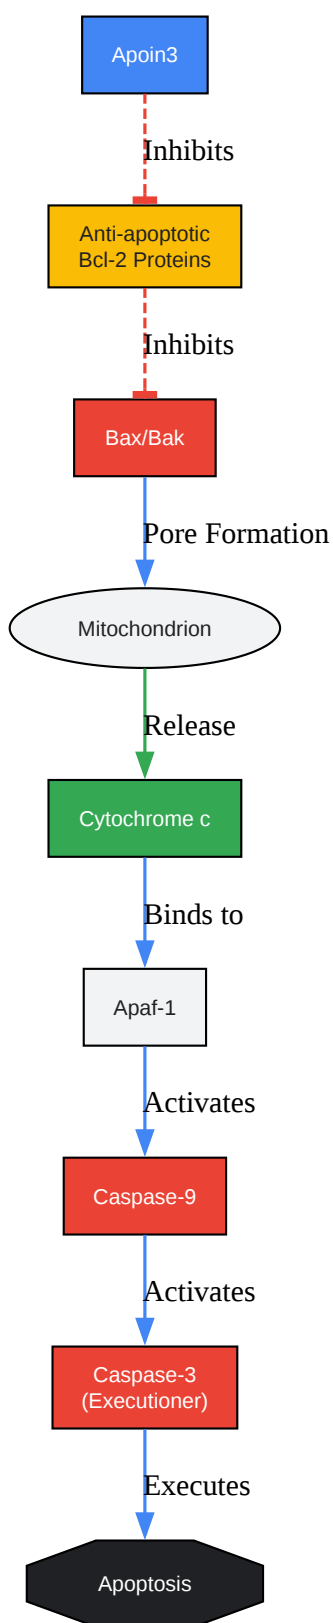 Apoin3
Inhibits
Anti-apoptotic
Bcl-2 Proteins
Inhibits
Bax/Bak
Pore Formation
Mitochondrion
Release
Cytochrome c
Binds to
Apaf-1
Activates
Caspase-9
Activates
Caspase-3
(Executioner)
Executes
Apoptosis